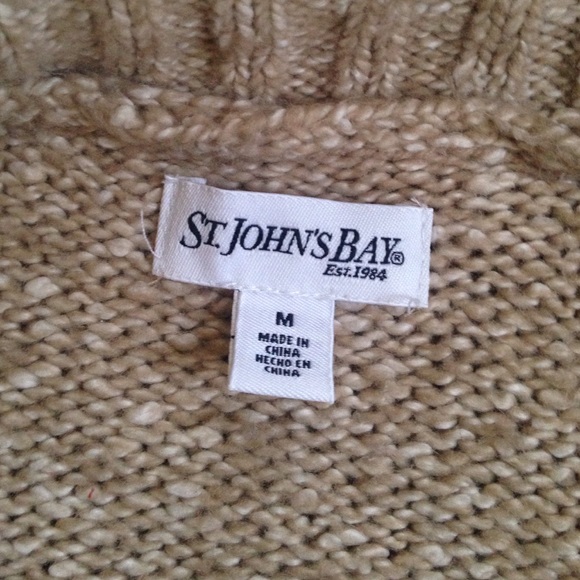 ST. JOHN'S BAY®
EST. 1984
M
MADE IN
CHINA
HECHO EN
CHINA